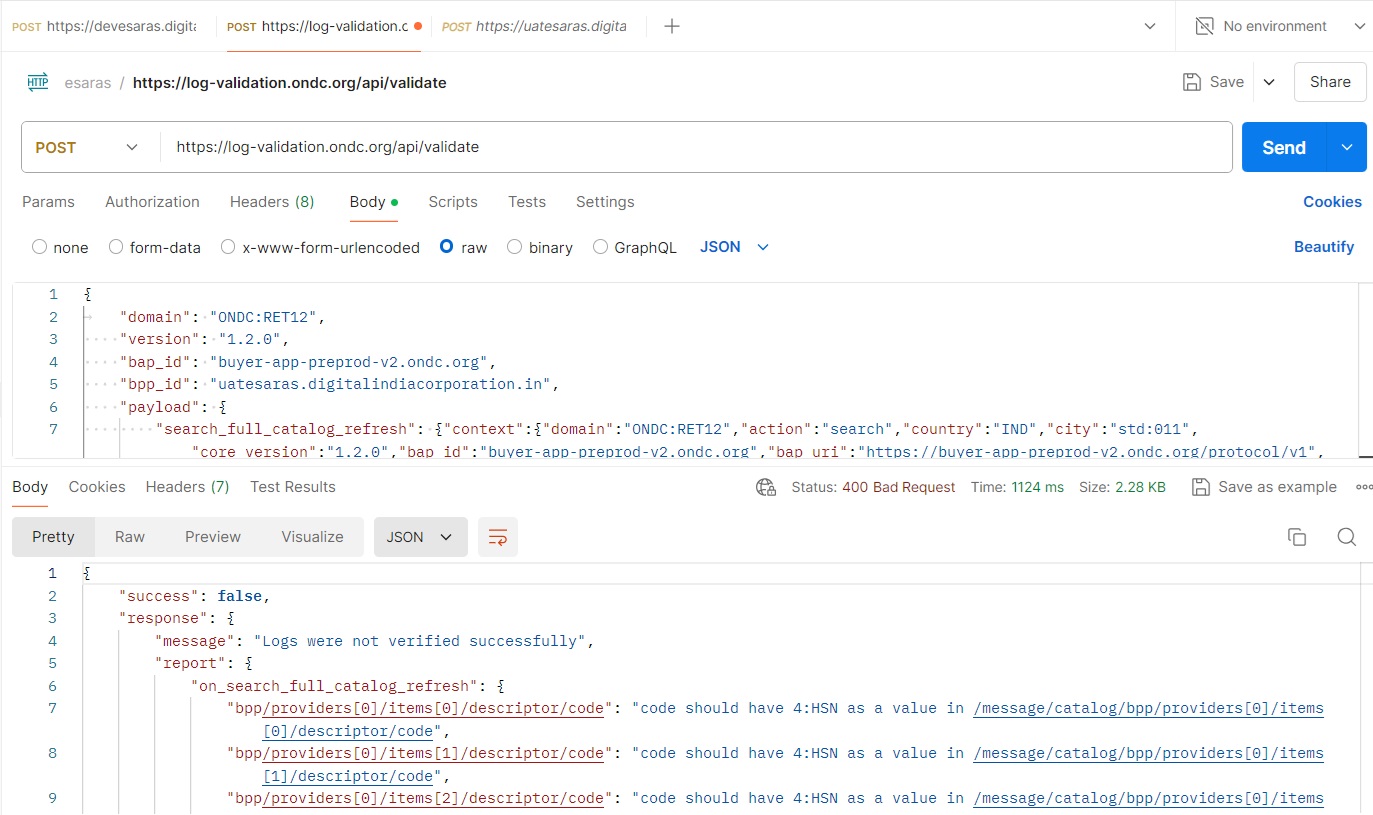 POST https://devesaras.digita
POST https://log-validation.o
POST https://uatesaras.digita
No environment
HTTP esaras / https://log-validation.ondc.org/api/validate
Save
Share
POST https://log-validation.ondc.org/api/validate
Send
Params Authorization Headers (8) Body Scripts Tests Settings Cookies
none form-data x-www-form-urlencoded raw binary GraphQL JSON Beautify
1 {
2 "domain": "ONDC:RET12",
3 "version": "1.2.0",
4 "bap_id": "buyer-app-preprod-v2.ondc.org",
5 "bpp_id": "uatesaras.digitalindiacorporation.in",
6 "payload": {
7 "search_full_catalog_refresh": {"context":{"domain":"ONDC:RET12","action":"search","country":"IND","city":"std:011",
"core_version":"1.2.0","bap_id":"buyer-app-preprod-v2.ondc.org","bap_uri":"https://buyer-app-preprod-v2.ondc.org/protocol/v1",
Body Cookies Headers (7) Test Results Status: 400 Bad Request Time: 1124 ms Size: 2.28 KB Save as example
Pretty Raw Preview Visualize JSON
1 {
2 "success": false,
3 "response": {
4 "message": "Logs were not verified successfully",
5 "report": {
6 "on_search_full_catalog_refresh": {
7 "bpp/providers[0]/items[0]/descriptor/code": "code should have 4:HSN as a value in /message/catalog/bpp/providers[0]/items
[0]/descriptor/code",
8 "bpp/providers[0]/items[1]/descriptor/code": "code should have 4:HSN as a value in /message/catalog/bpp/providers[0]/items
[1]/descriptor/code",
9 "bpp/providers[0]/items[2]/descriptor/code": "code should have 4:HSN as a value in /message/catalog/bpp/providers[0]/items